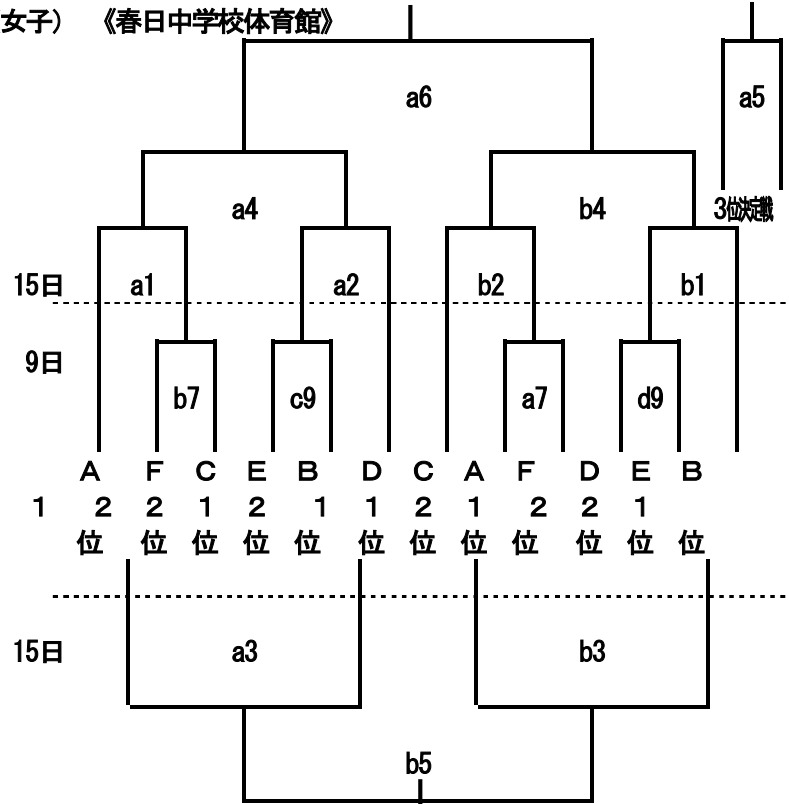 女子） 《春日中学校体育館》
a6 a5
a4 b4 3位決定戦
15日 a1 a2 b2 b1
9日
b7 c9 a7 d9
A F C E B D C A F D E B
1 2 2 1 2 1 1 2 1 2 2 1
位 位 位 位 位 位 位 位 位 位 位 位
15日 a3 b3
b5